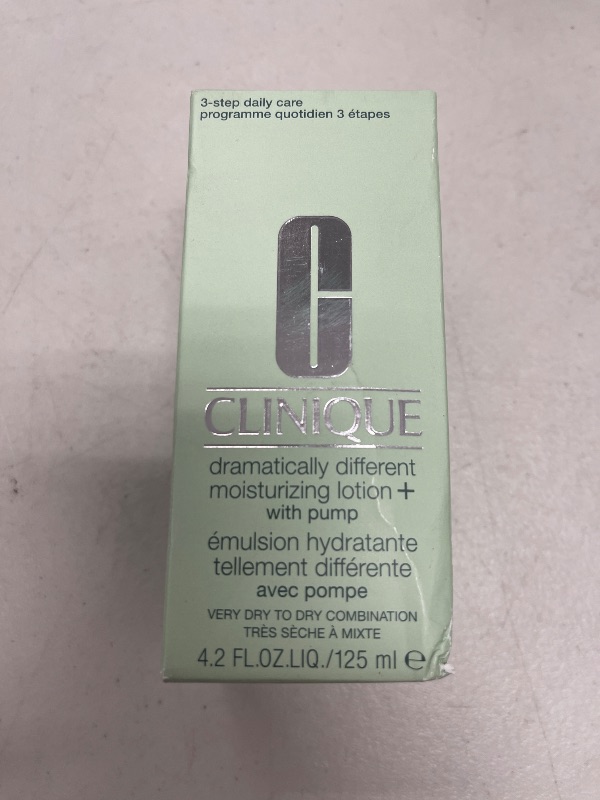 3-step daily care
programme quotidien 3 étapes
C
CLINIQUE
dramatically different
moisturizing lotion +
with pump
émulsion hydratante
tellement différente
avec pompe
VERY DRY TO DRY COMBINATION
TRÈS SÈCHE À MIXTE
4.2 FL.OZ.LIQ./125 ml ℮